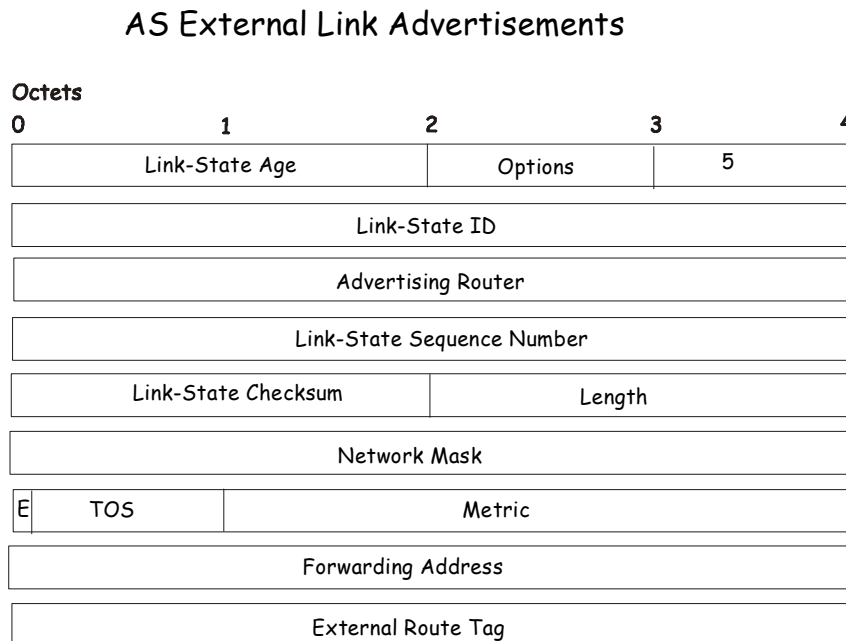 AS External Link Advertisements
Octets
0 1 2 3 4
Link-State Age Options 5
Link-State ID
Advertising Router
Link-State Sequence Number
Link-State Checksum Length
Network Mask
E TOS Metric
Forwarding Address
External Route Tag